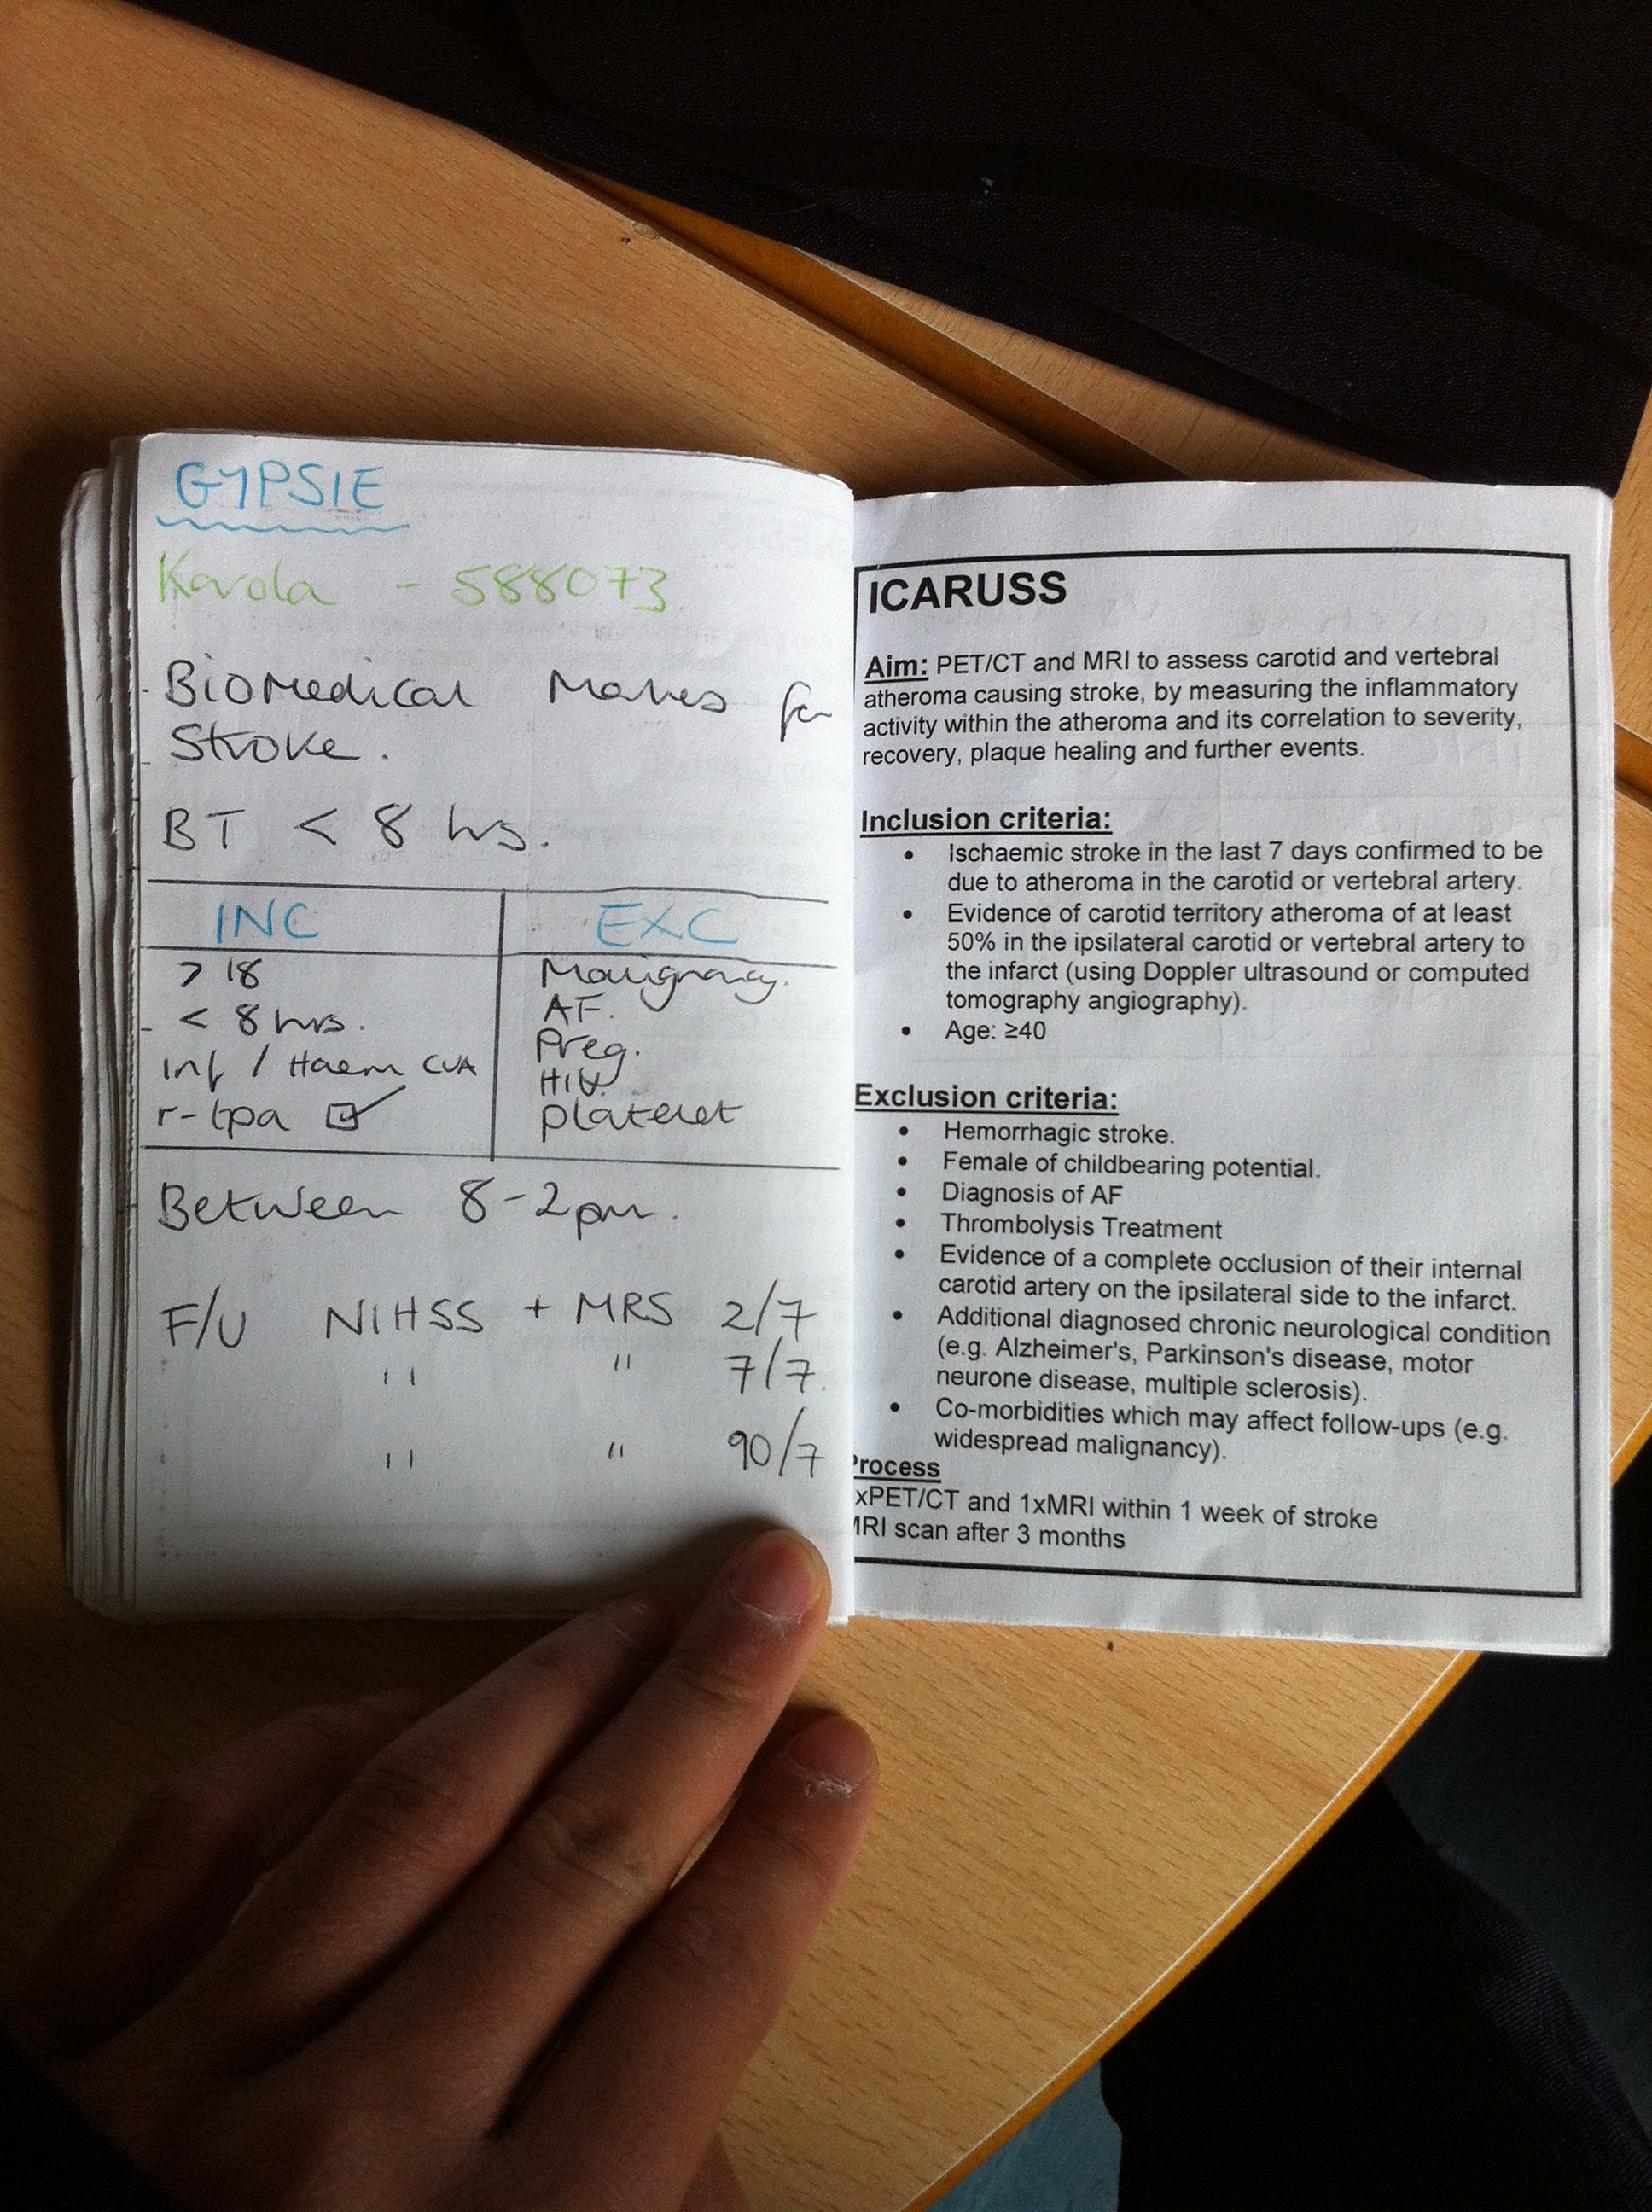 GYPSIE
Karola - 588073
Biomedical Makes for
Stroke.
BT < 8 hrs.
INC EXC
> 18 Malignancy.
< 8 hrs. AF.
Preg.
Inf / Haem CVA HIV.
r-tpa ☑ platelet
Between 8-2pm.
F/U NIHSS + MRS 2/7
" " 7/7.
" " 90/7
ICARUSS
Aim: PET/CT and MRI to assess carotid and vertebral
atheroma causing stroke, by measuring the inflammatory
activity within the atheroma and its correlation to severity,
recovery, plaque healing and further events.
Inclusion criteria:
• Ischaemic stroke in the last 7 days confirmed to be
due to atheroma in the carotid or vertebral artery.
• Evidence of carotid territory atheroma of at least
50% in the ipsilateral carotid or vertebral artery to
the infarct (using Doppler ultrasound or computed
tomography angiography).
• Age: ≥40
Exclusion criteria:
• Hemorrhagic stroke.
• Female of childbearing potential.
• Diagnosis of AF
• Thrombolysis Treatment
• Evidence of a complete occlusion of their internal
carotid artery on the ipsilateral side to the infarct.
• Additional diagnosed chronic neurological condition
(e.g. Alzheimer's, Parkinson's disease, motor
neurone disease, multiple sclerosis).
• Co-morbidities which may affect follow-ups (e.g.
widespread malignancy).
Process
xPET/CT and 1xMRI within 1 week of stroke
MRI scan after 3 months